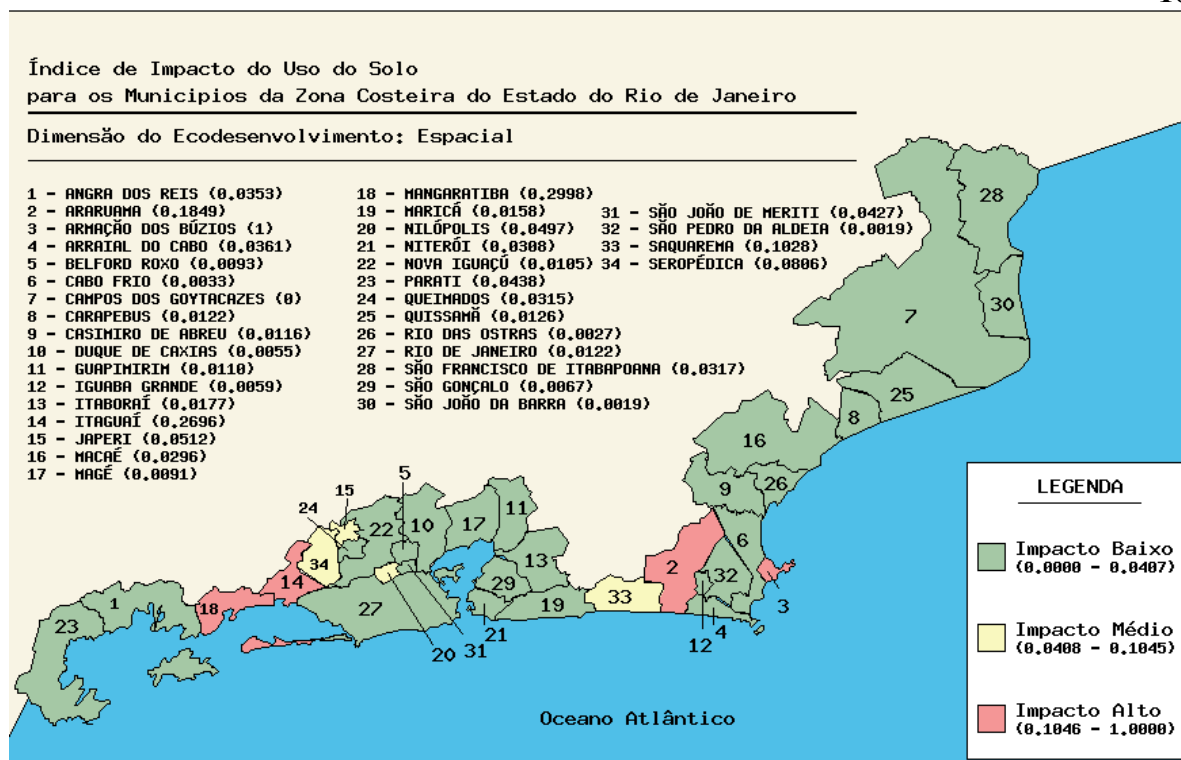 Índice de Impacto do Uso do Solo
para os Municipios da Zona Costeira do Estado do Rio de Janeiro
Dimensão do Ecodesenvolvimento: Espacial
1 - ANGRA DOS REIS (0.0353)
2 - ARARUAMA (0.1849)
3 - ARMAÇÃO DOS BÚZIOS (1)
4 - ARRAIAL DO CABO (0.0361)
5 - BELFORD ROXO (0.0093)
6 - CABO FRIO (0.0033)
7 - CAMPOS DOS GOYTACAZES (0)
8 - CARAPEBUS (0.0122)
9 - CASIMIRO DE ABREU (0.0116)
10 - DUQUE DE CAXIAS (0.0055)
11 - GUAPIMIRIM (0.0110)
12 - IGUABA GRANDE (0.0059)
13 - ITABORAÍ (0.0177)
14 - ITAGUAÍ (0.2696)
15 - JAPERI (0.0512)
16 - MACAÉ (0.0296)
17 - MAGÉ (0.0091)
18 - MANGARATIBA (0.2998)
19 - MARICÁ (0.0158)
20 - NILÓPOLIS (0.0497)
21 - NITERÓI (0.0308)
22 - NOVA IGUAÇÚ (0.0105)
23 - PARATI (0.0438)
24 - QUEIMADOS (0.0315)
25 - QUISSAMÃ (0.0126)
26 - RIO DAS OSTRAS (0.0027)
27 - RIO DE JANEIRO (0.0122)
28 - SÃO FRANCISCO DE ITABAPOANA (0.0317)
29 - SÃO GONÇALO (0.0067)
30 - SÃO JOÃO DA BARRA (0.0019)
31 - SÃO JOÃO DE MERITI (0.0427)
32 - SÃO PEDRO DA ALDEIA (0.0019)
33 - SAQUAREMA (0.1028)
34 - SEROPÉDICA (0.0806)
28
30
7
25
8
16
9
26
5
15
24
22
10
17
11
6
34
13
14
2
32
29
18
1
33
3
27
19
23
21
4
12
31
20
Oceano Atlântico
LEGENDA
Impacto Baixo
(0.0000 - 0.0407)
Impacto Médio
(0.0408 - 0.1045)
Impacto Alto
(0.1046 - 1.0000)